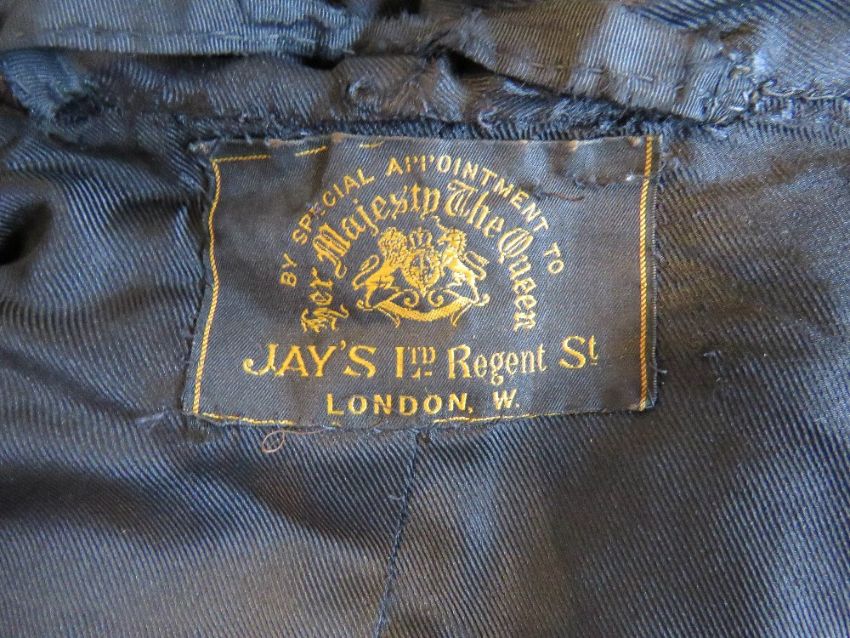 BY SPECIAL APPOINTMENT TO
Her Majesty The Queen
JAY'S LTD Regent St
LONDON, W.